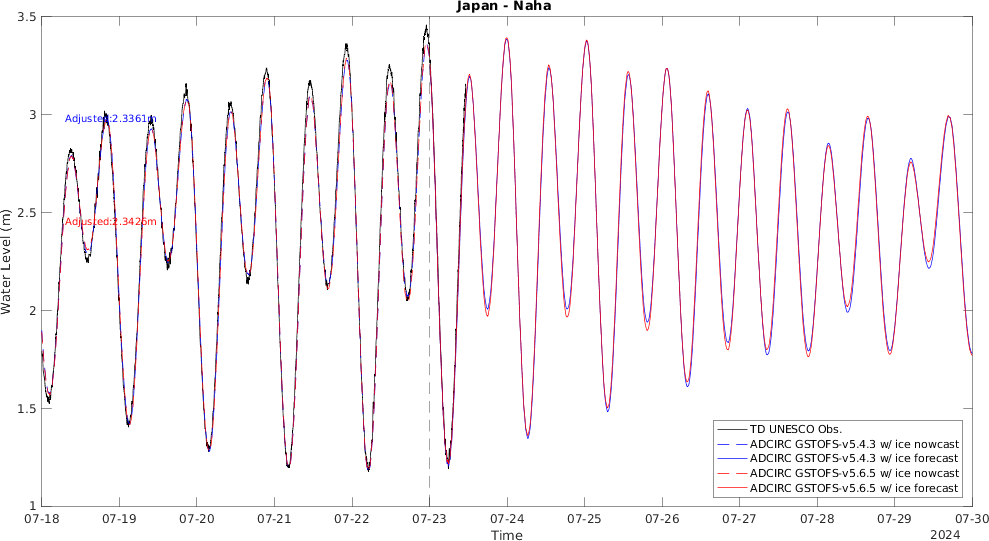 Japan - Naha
3.5
3
2.5
2
1.5
1
Water Level (m)
Adjusted:2.3361m
Adjusted:2.3426m
TD UNESCO Obs.
ADCIRC GSTOFS-v5.4.3 w/ ice nowcast
ADCIRC GSTOFS-v5.4.3 w/ ice forecast
ADCIRC GSTOFS-v5.6.5 w/ ice nowcast
ADCIRC GSTOFS-v5.6.5 w/ ice forecast
07-18 07-19 07-20 07-21 07-22 07-23 07-24 07-25 07-26 07-27 07-28 07-29 07-30
Time
2024